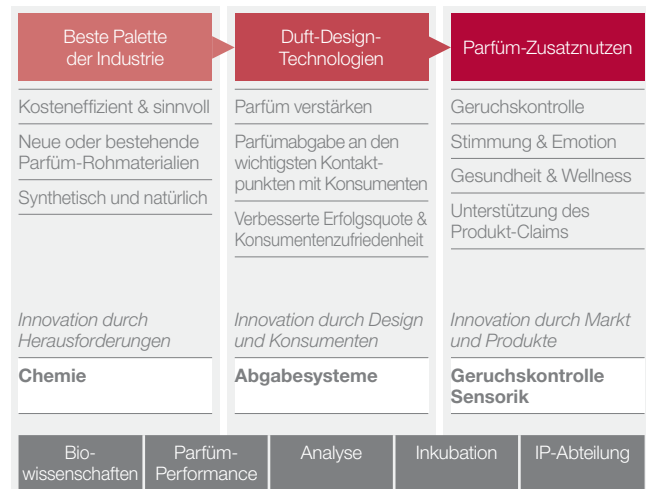 Beste Palette
der Industrie
Kosteneffizient & sinnvoll
Neue oder bestehende
Parfüm-Rohmaterialien
Synthetisch und natürlich
Innovation durch
Herausforderungen
Chemie
Duft-Design-
Technologien
Parfüm verstärken
Parfümabgabe an den
wichtigsten Kontakt-
punkten mit Konsumenten
Verbesserte Erfolgsquote &
Konsumentenzufriedenheit
Innovation durch Design
und Konsumenten
Abgabesysteme
Parfüm-Zusatznutzen
Geruchskontrolle
Stimmung & Emotion
Gesundheit & Wellness
Unterstützung des
Produkt-Claims
Innovation durch Markt
und Produkte
Geruchskontrolle
Sensorik
Bio-
wissenschaften
Parfüm-
Performance
Analyse
Inkubation
IP-Abteilung